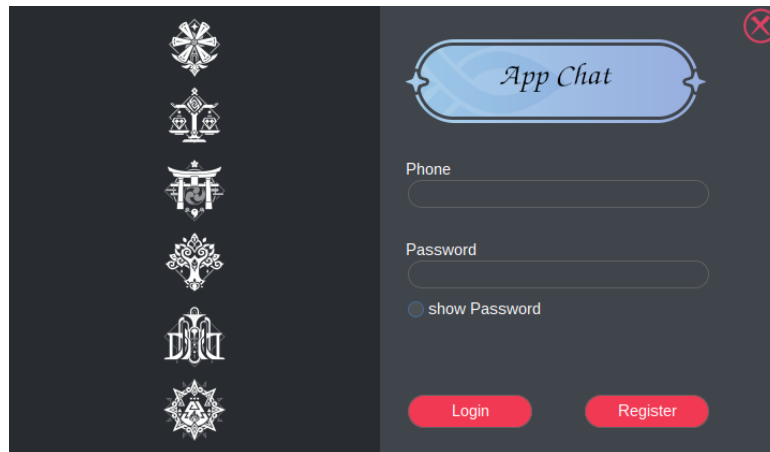 App Chat
Phone
Password
show Password
Login
Register